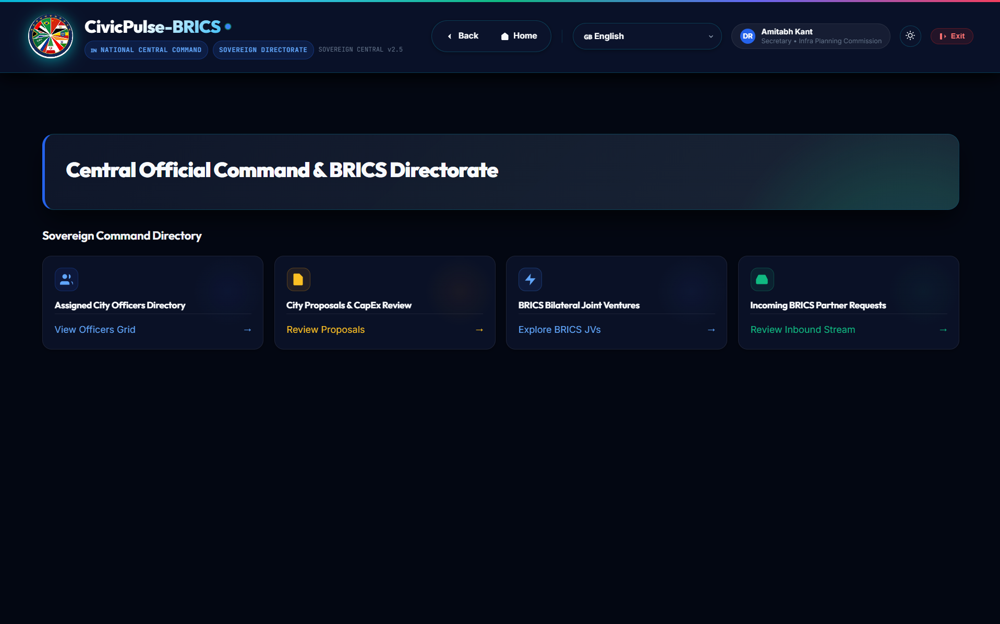 CivicPulse-BRICS
IN NATIONAL CENTRAL COMMAND
SOVEREIGN DIRECTORATE
SOVEREIGN CENTRAL v2.5
Back
Home
GB English
DR
Amitabh Kant
Secretary • Infra Planning Commission
Exit
Central Official Command & BRICS Directorate
Sovereign Command Directory
Assigned City Officers Directory
View Officers Grid →
City Proposals & CapEx Review
Review Proposals →
BRICS Bilateral Joint Ventures
Explore BRICS JVs →
Incoming BRICS Partner Requests
Review Inbound Stream →